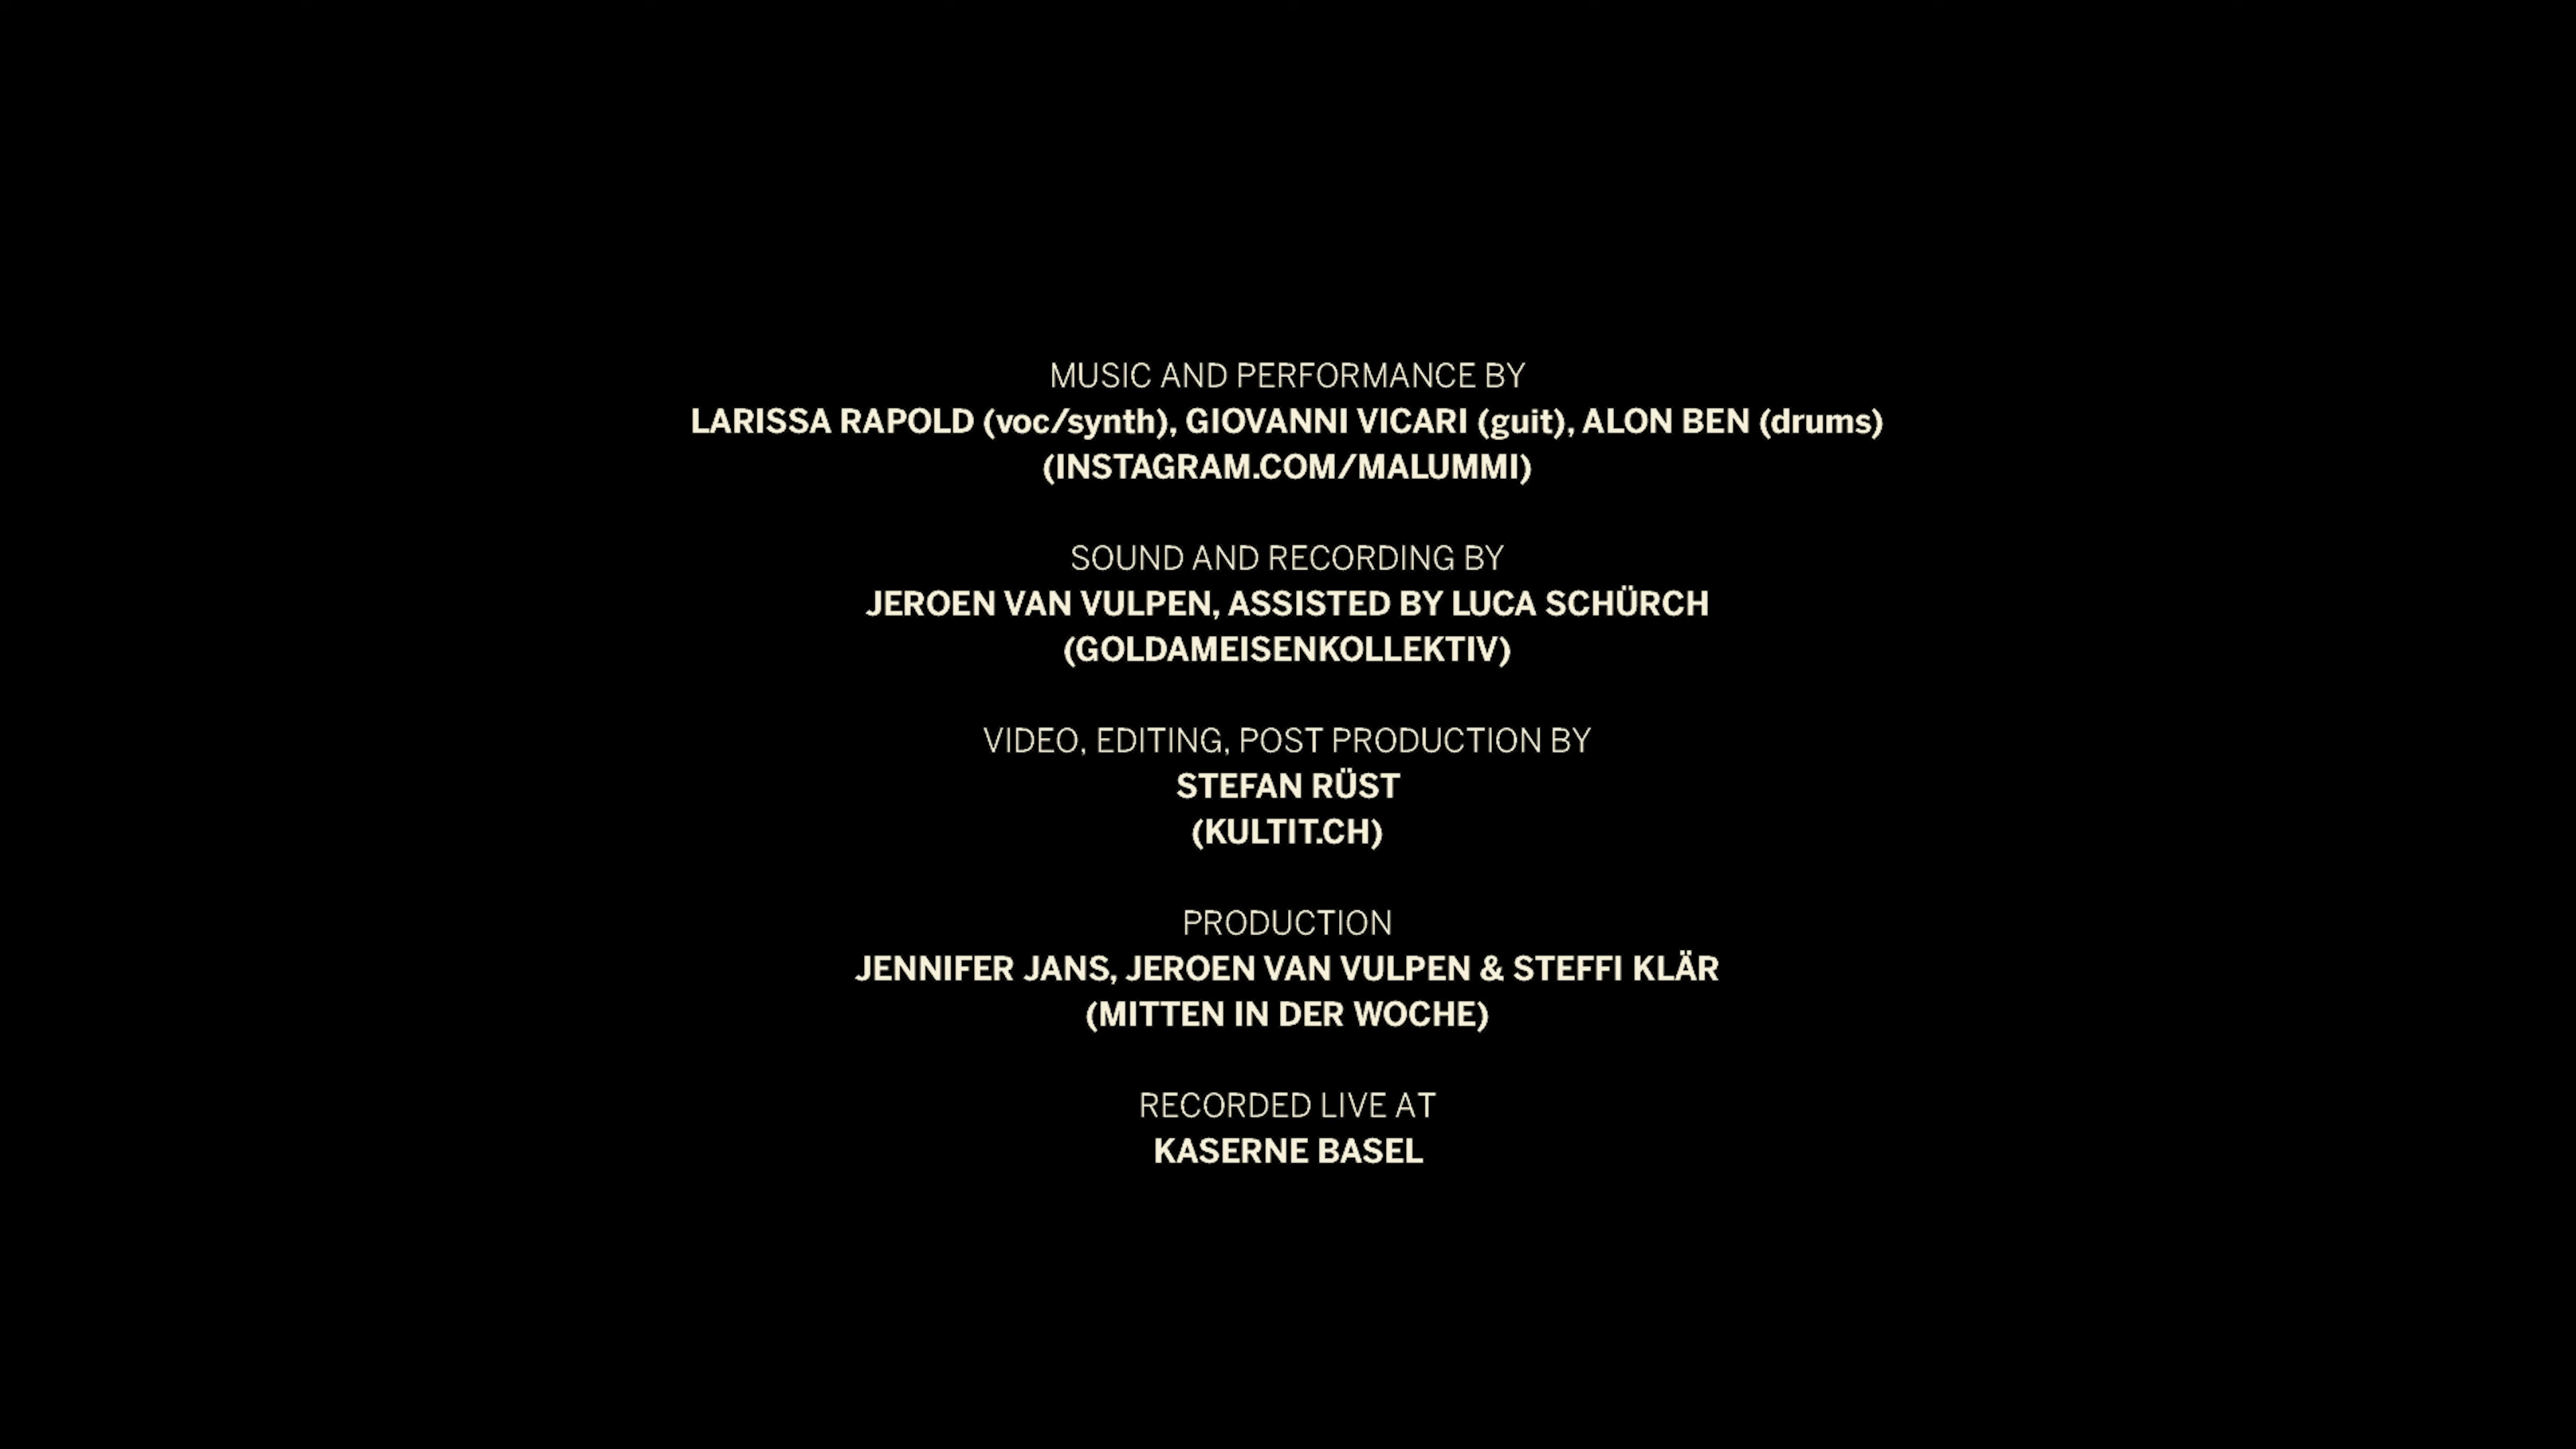 MUSIC AND PERFORMANCE BY
LARISSA RAPOLD (voc/synth), GIOVANNI VICARI (guit), ALON BEN (drums)
(INSTAGRAM.COM/MALUMMI)
SOUND AND RECORDING BY
JEROEN VAN VULPEN, ASSISTED BY LUCA SCHÜRCH
(GOLDAMEISENKOLLEKTIV)
VIDEO, EDITING, POST PRODUCTION BY
STEFAN RÜST
(KULTIT.CH)
PRODUCTION
JENNIFER JANS, JEROEN VAN VULPEN & STEFFI KLÄR
(MITTEN IN DER WOCHE)
RECORDED LIVE AT
KASERNE BASEL